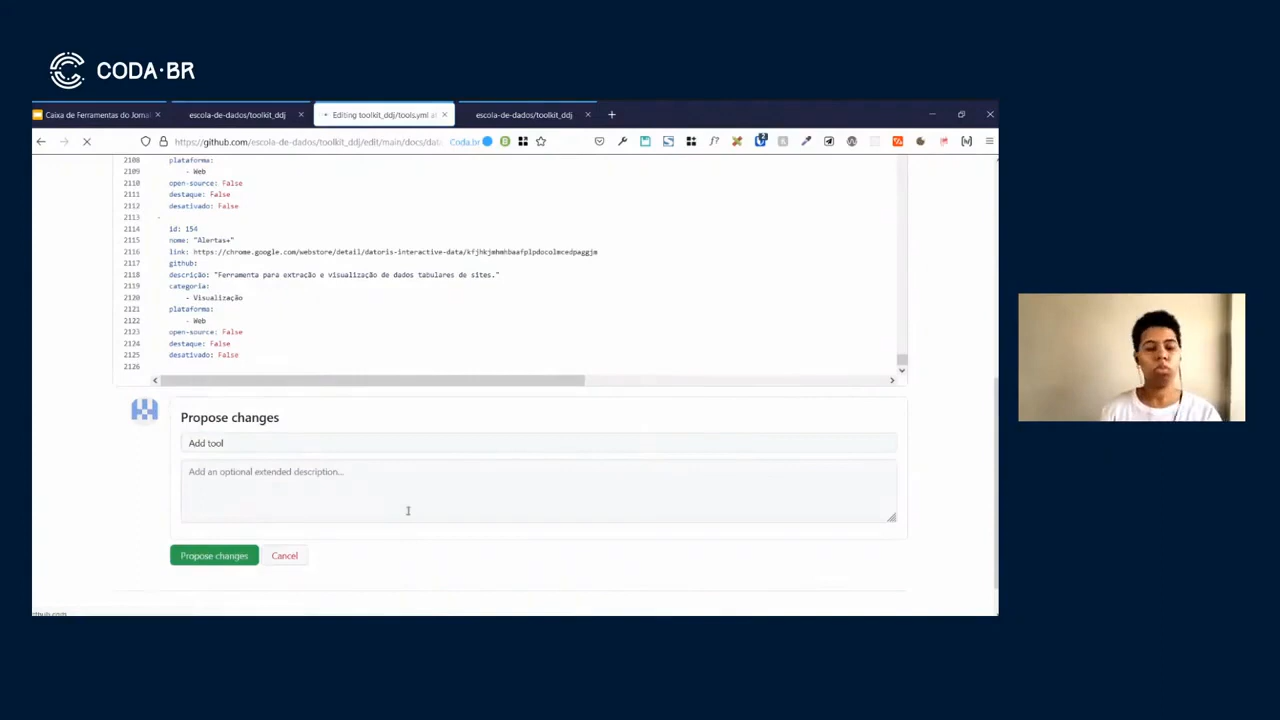 CODA·BR
Caixa de Ferramentas do Jornal
escola-de-dados/toolkit_ddj
Editing toolkit_ddj/tools.yml at
escola-de-dados/toolkit_ddj
https://github.com/escola-de-dados/toolkit_ddj/edit/main/docs/dat
Coda.br
2108 plataforma:
2109 - Web
2110 open-source: False
2111 destaque: False
2112 desativado: False
2113 -
2114 id: 154
2115 nome: "Alertas+"
2116 link: https://chrome.google.com/webstore/detail/datoris-interactive-data/kfjhkjmhmhbaafplpdocolmcedpaggjm
2117 github:
2118 descrição: "Ferramenta para extração e visualização de dados tabulares de sites."
2119 categoria:
2120 - Visualização
2121 plataforma:
2122 - Web
2123 open-source: False
2124 destaque: False
2125 desativado: False
2126
Propose changes
Add tool
Add an optional extended description...
Propose changes Cancel